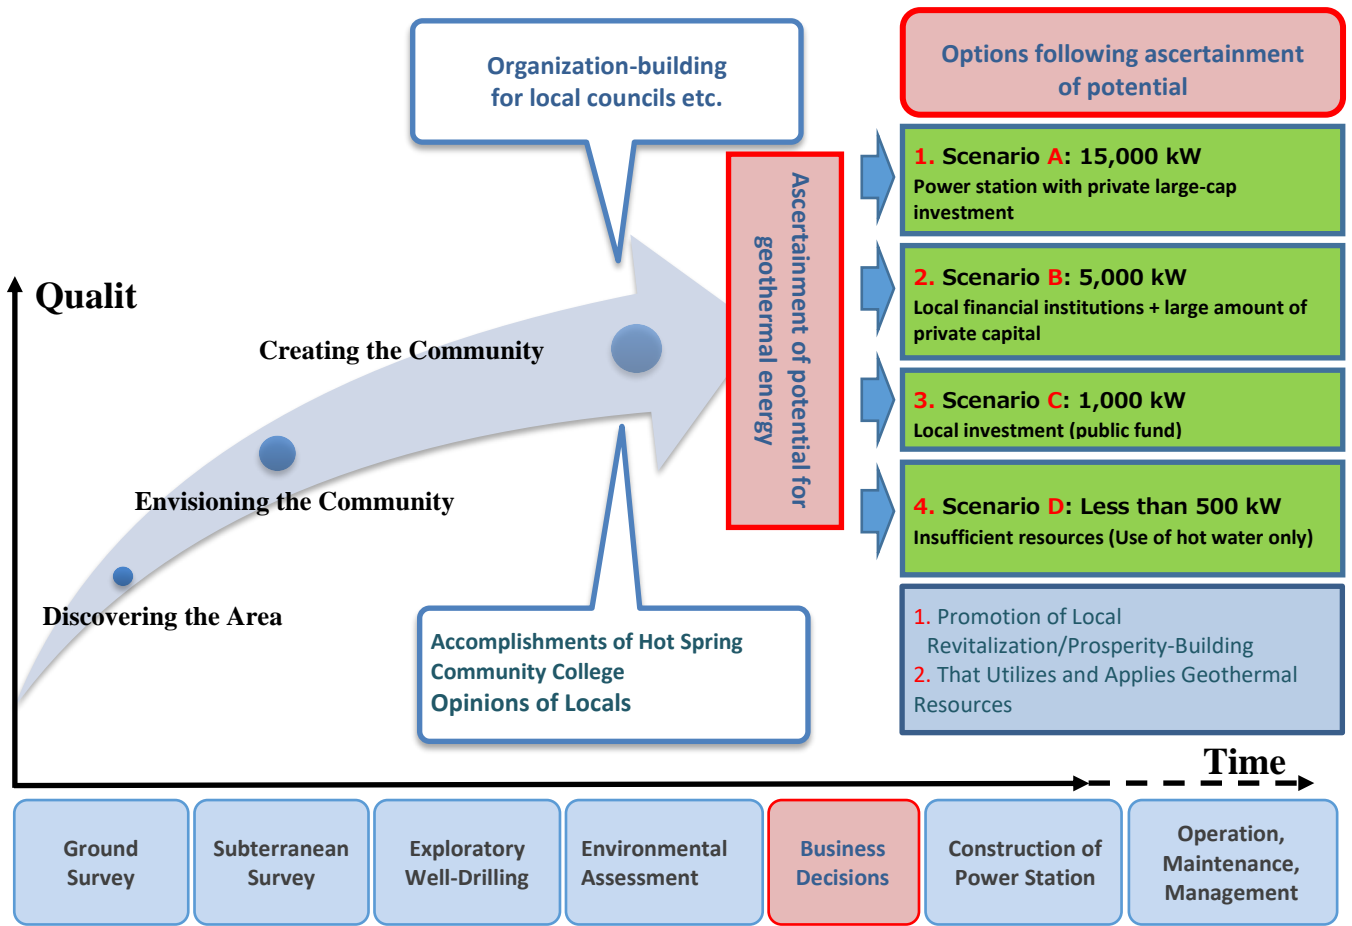 Organization-building
for local councils etc.
Options following ascertainment
of potential
1. Scenario A: 15,000 kW
Power station with private large-cap
investment
2. Scenario B: 5,000 kW
Local financial institutions + large amount of
private capital
3. Scenario C: 1,000 kW
Local investment (public fund)
4. Scenario D: Less than 500 kW
Insufficient resources (Use of hot water only)
1. Promotion of Local
Revitalization/Prosperity-Building
2. That Utilizes and Applies Geothermal
Resources
Ascertainment of potential for
geothermal energy
Qualit
Creating the Community
Envisioning the Community
Discovering the Area
Accomplishments of Hot Spring
Community College
Opinions of Locals
Time
Ground
Survey
Subterranean
Survey
Exploratory
Well-Drilling
Environmental
Assessment
Business
Decisions
Construction of
Power Station
Operation,
Maintenance,
Management